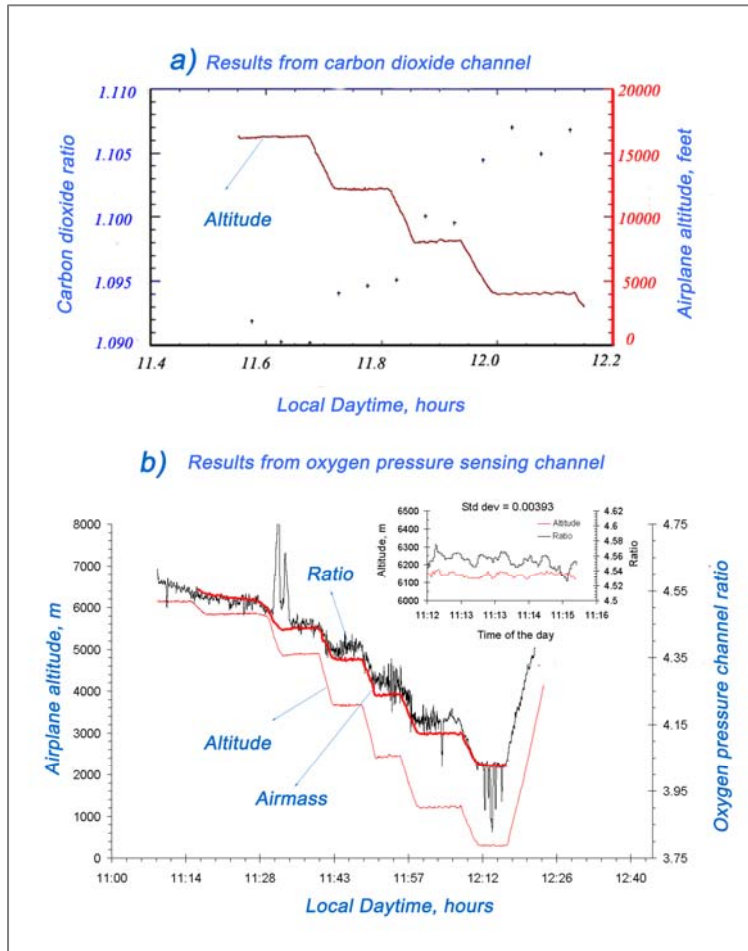 a) Results from carbon dioxide channel
Carbon dioxide ratio
1.110
1.105
1.100
1.095
1.090
Altitude
20000
15000
10000
5000
0
Airplane altitude, feet
11.4 11.6 11.8 12.0 12.2
Local Daytime, hours
b) Results from oxygen pressure sensing channel
Airplane altitude, m
8000
7000
6000
5000
4000
3000
2000
1000
0
Ratio
Altitude
Airmass
Std dev = 0.00393
Altitude, m
6500
6400
6300
6200
6100
6000
Altitude
Ratio
4.62
4.6
4.58
4.56
4.54
4.52
4.5
Ratio
11:12 11:13 11:13 11:14 11:15 11:16
Time of the day
4.75
4.55
4.35
4.15
3.95
3.75
Oxygen pressure channel ratio
11:00 11:14 11:28 11:43 11:57 12:12 12:26 12:40
Local Daytime, hours